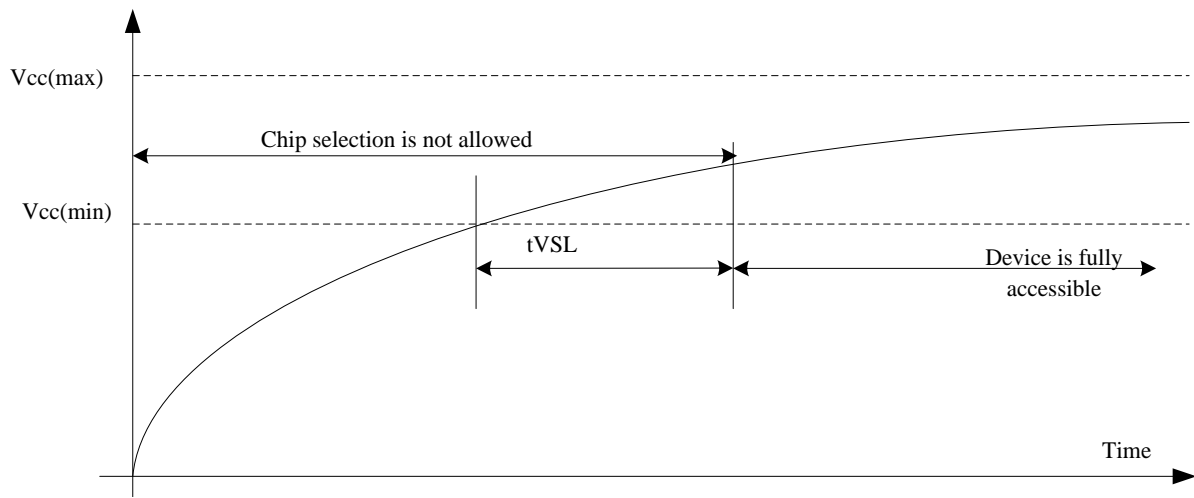 Vcc(max)
Chip selection is not allowed
Vcc(min)
tVSL
Device is fully
accessible
Time